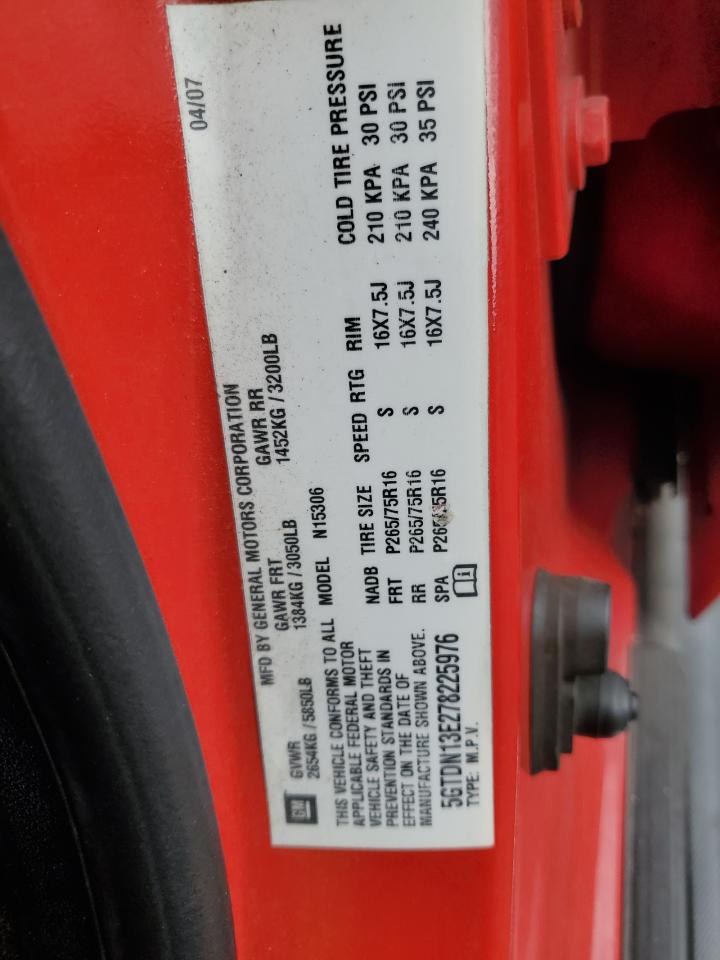 04/07
MFD BY GENERAL MOTORS CORPORATION
GVWR GAWR FRT GAWR RR
2654KG / 5850LB 1384KG / 3050LB 1452KG / 3200LB
GM
THIS VEHICLE CONFORMS TO ALL
APPLICABLE FEDERAL MOTOR
VEHICLE SAFETY AND THEFT
PREVENTION STANDARDS IN
EFFECT ON THE DATE OF
MANUFACTURE SHOWN ABOVE.
MODEL N15306
NADB TIRE SIZE SPEED RTG RIM COLD TIRE PRESSURE
FRT P265/75R16 S 16X7.5J 210 KPA 30 PSI
RR P265/75R16 S 16X7.5J 210 KPA 30 PSI
SPA P265/75R16 S 16X7.5J 240 KPA 35 PSI
5GTDN13E278225976
TYPE: M.P.V.